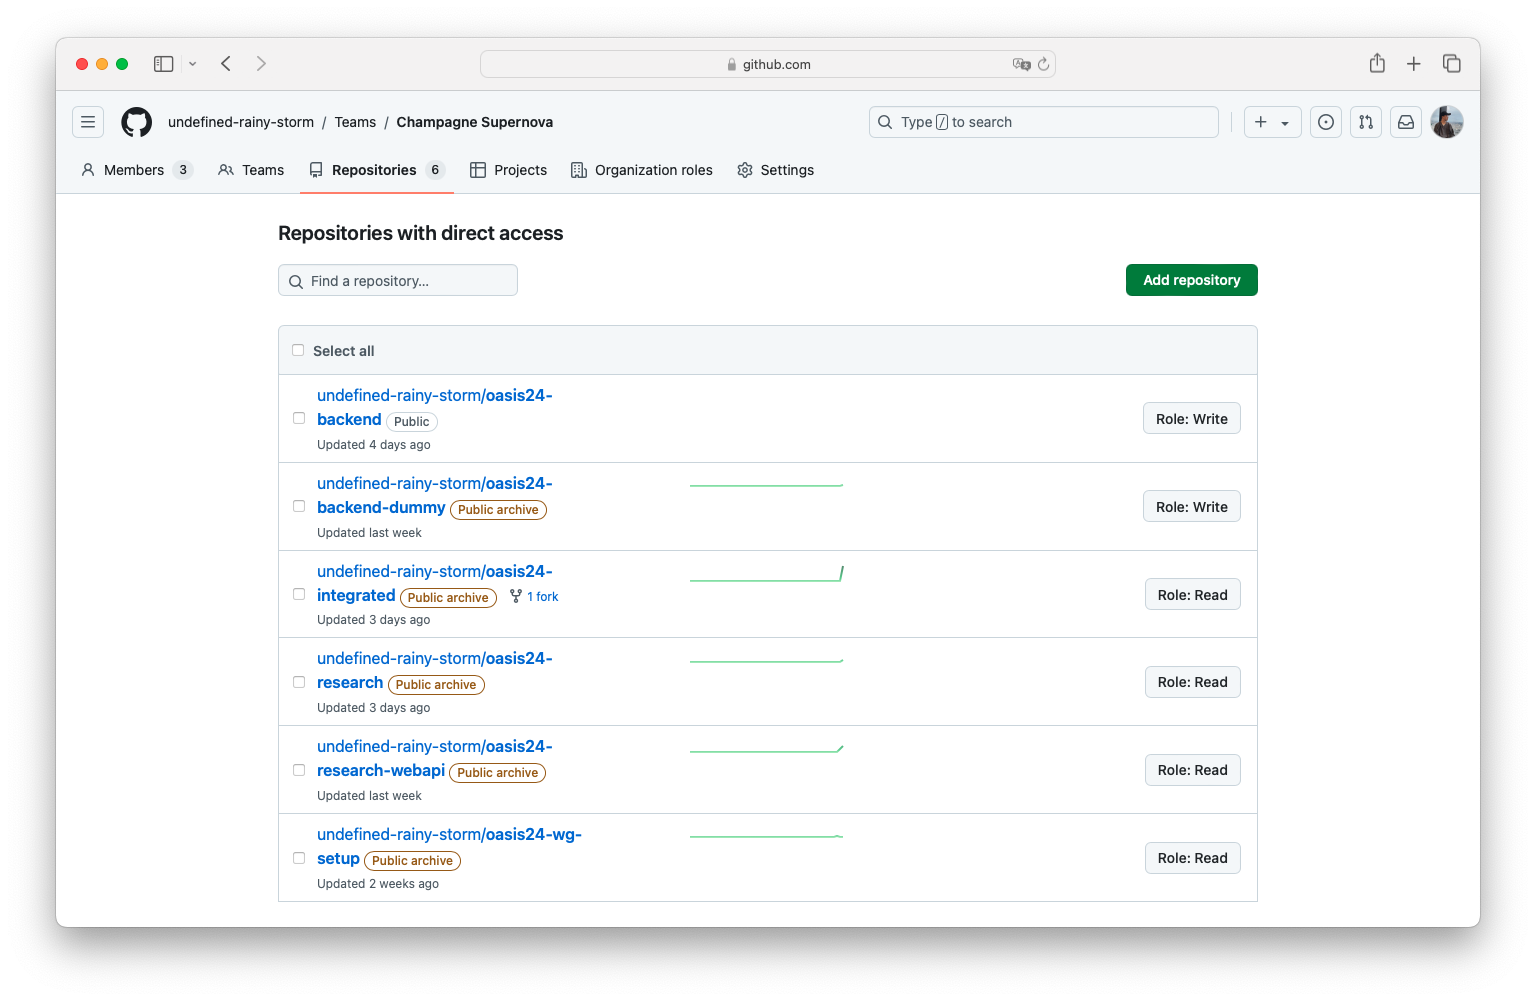 github.com
undefined-rainy-storm / Teams / Champagne Supernova
Type / to search
Members 3
Teams
Repositories 6
Projects
Organization roles
Settings
Repositories with direct access
Find a repository...
Add repository
Select all
undefined-rainy-storm/oasis24-
backend Public
Updated 4 days ago
Role: Write
undefined-rainy-storm/oasis24-
backend-dummy Public archive
Updated last week
Role: Write
undefined-rainy-storm/oasis24-
integrated Public archive 1 fork
Updated 3 days ago
Role: Read
undefined-rainy-storm/oasis24-
research Public archive
Updated 3 days ago
Role: Read
undefined-rainy-storm/oasis24-
research-webapi Public archive
Updated last week
Role: Read
undefined-rainy-storm/oasis24-wg-
setup Public archive
Updated 2 weeks ago
Role: Read